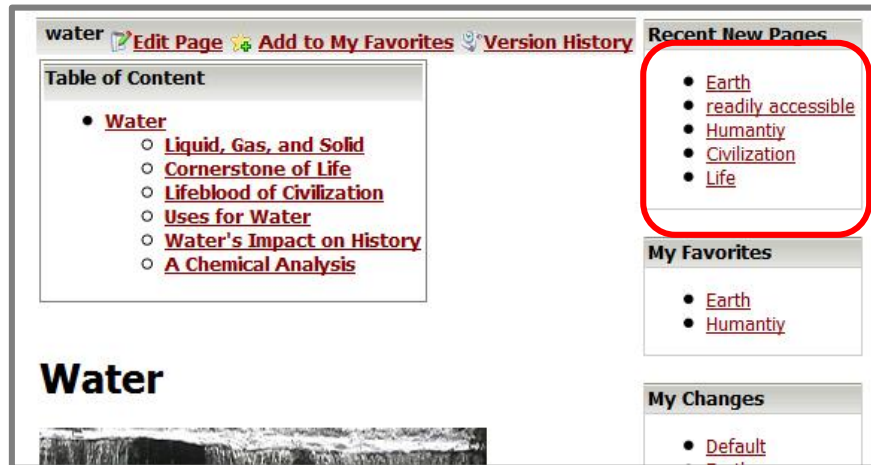 water Edit Page Add to My Favorites Version History
Table of Content
Water
Liquid, Gas, and Solid
Cornerstone of Life
Lifeblood of Civilization
Uses for Water
Water's Impact on History
A Chemical Analysis
Water
Recent New Pages
Earth
readily accessible
Humantiy
Civilization
Life
My Favorites
Earth
Humantiy
My Changes
Default